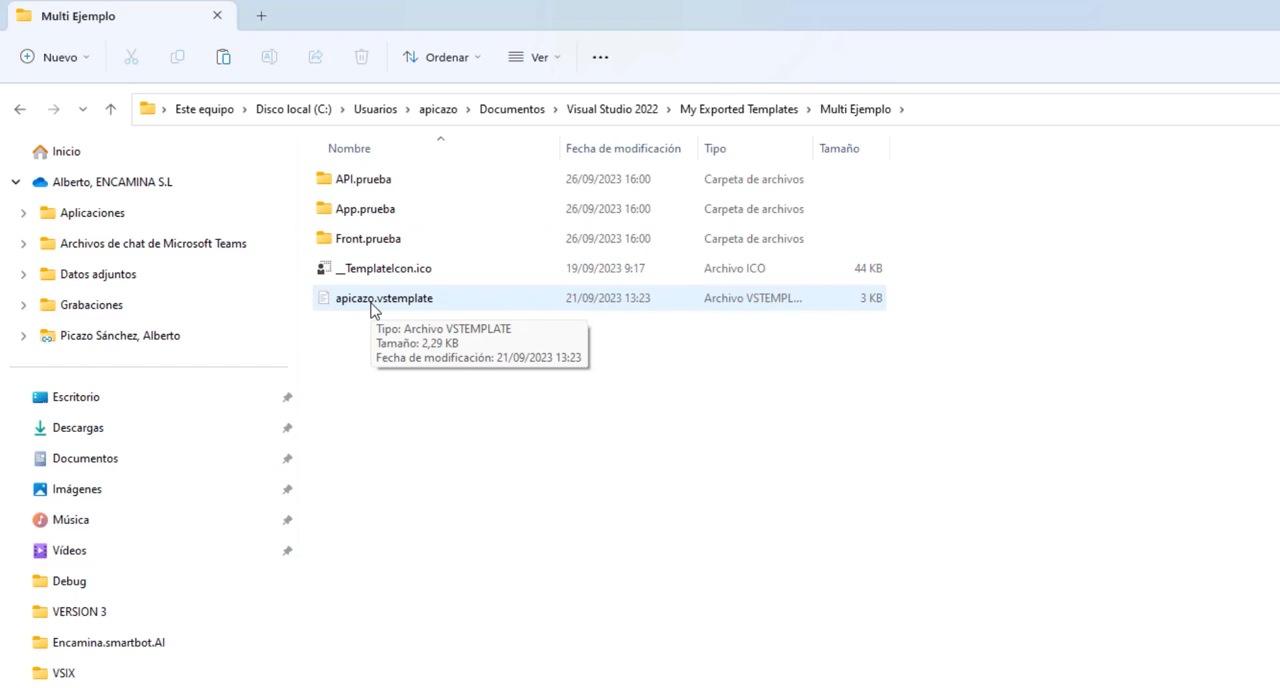 Multi Ejemplo
Nuevo
Ordenar
Ver
Este equipo > Disco local (C:) > Usuarios > apicazo > Documentos > Visual Studio 2022 > My Exported Templates > Multi Ejemplo >
Inicio
Alberto, ENCAMINA S.L
Aplicaciones
Archivos de chat de Microsoft Teams
Datos adjuntos
Grabaciones
Picazo Sánchez, Alberto
Escritorio
Descargas
Documentos
Imágenes
Música
Vídeos
Debug
VERSION 3
Encamina.smartbot.AI
VSIX
Nombre Fecha de modificación Tipo Tamaño
API.prueba 26/09/2023 16:00 Carpeta de archivos
App.prueba 26/09/2023 16:00 Carpeta de archivos
Front.prueba 26/09/2023 16:00 Carpeta de archivos
__TemplateIcon.ico 19/09/2023 9:17 Archivo ICO 44 KB
apicazo.vstemplate 21/09/2023 13:23 Archivo VSTEMPL... 3 KB
Tipo: Archivo VSTEMPLATE
Tamaño: 2,29 KB
Fecha de modificación: 21/09/2023 13:23